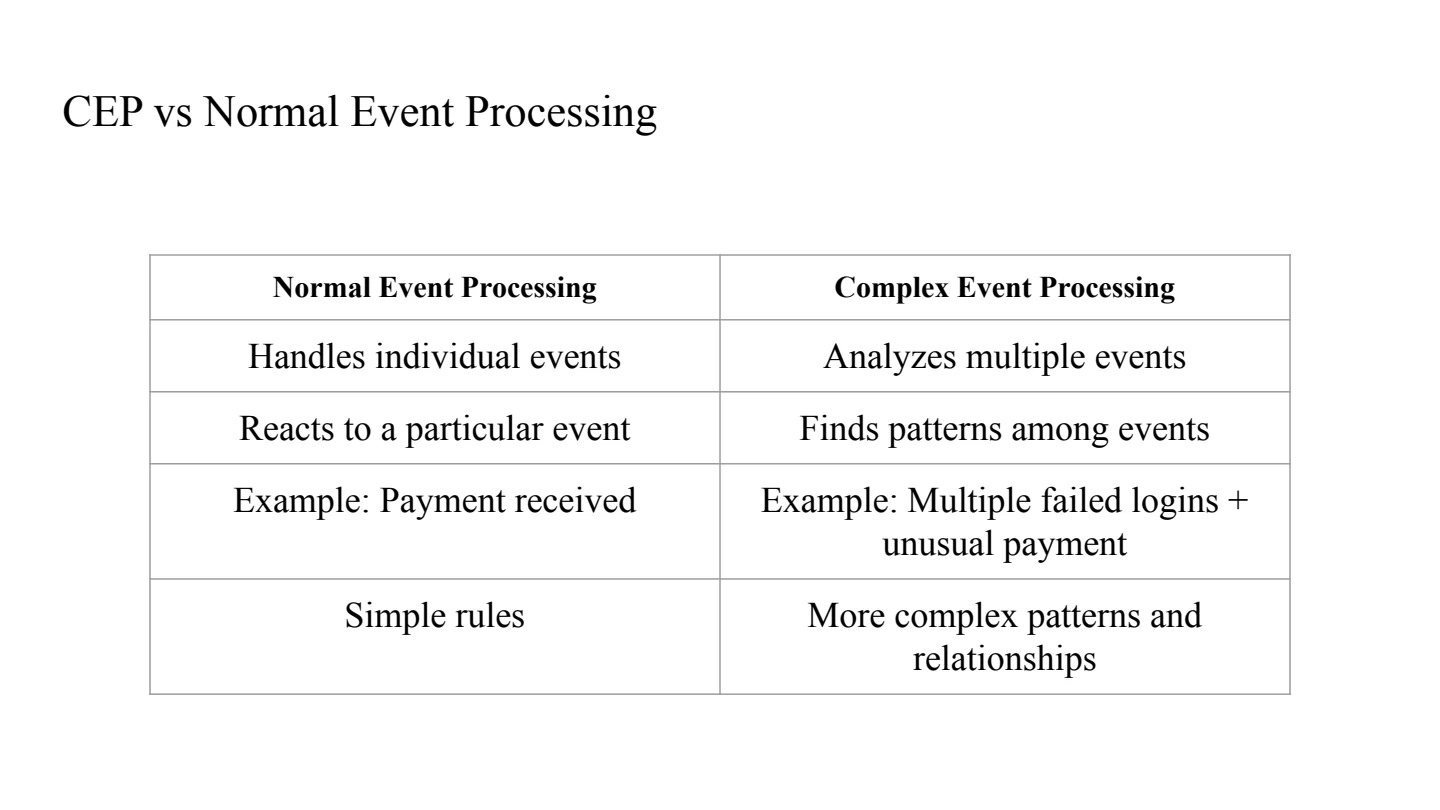 CEP vs Normal Event Processing
Normal Event Processing
Complex Event Processing
Handles individual events
Analyzes multiple events
Reacts to a particular event
Finds patterns among events
Example: Payment received
Example: Multiple failed logins +
unusual payment
Simple rules
More complex patterns and
relationships